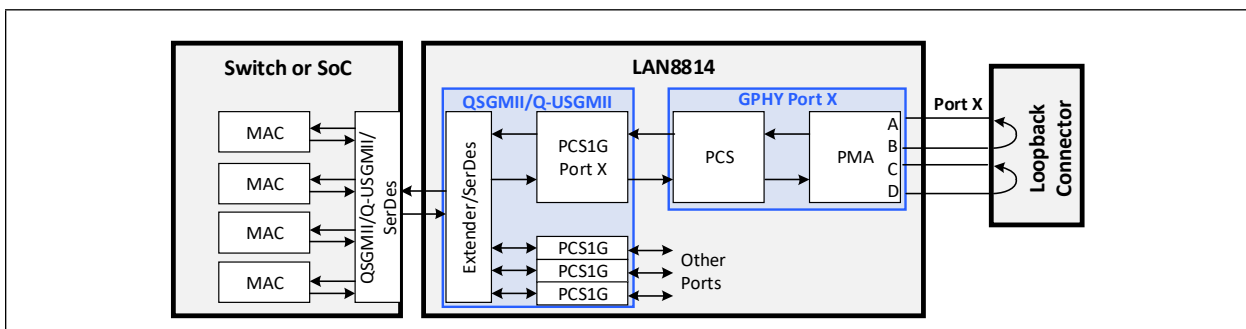 Switch or SoC
MAC
MAC
MAC
MAC
QSGMII/Q-USGMII/
SerDes
LAN8814
QSGMII/Q-USGMII
Extender/SerDes
PCS1G
Port X
PCS1G
PCS1G
PCS1G
Other
Ports
GPHY Port X
PCS
PMA
A
B
C
D
Port X
Loopback
Connector